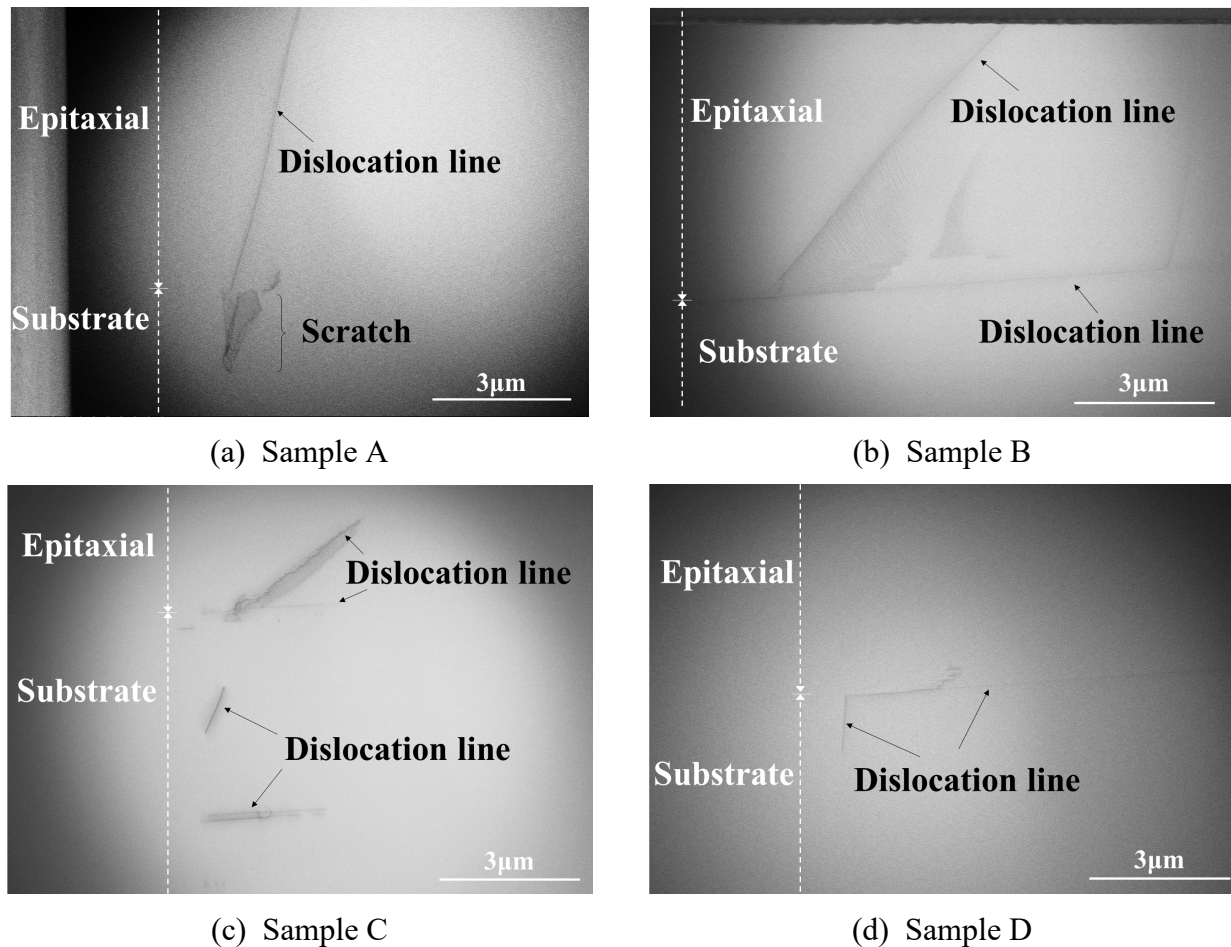 Epitaxial
Dislocation line
Substrate
Scratch
3μm
(a) Sample A
Epitaxial
Dislocation line
Dislocation line
Substrate
3μm
(b) Sample B
Epitaxial
Dislocation line
Substrate
Dislocation line
3μm
(c) Sample C
Epitaxial
Substrate
Dislocation line
3μm
(d) Sample D